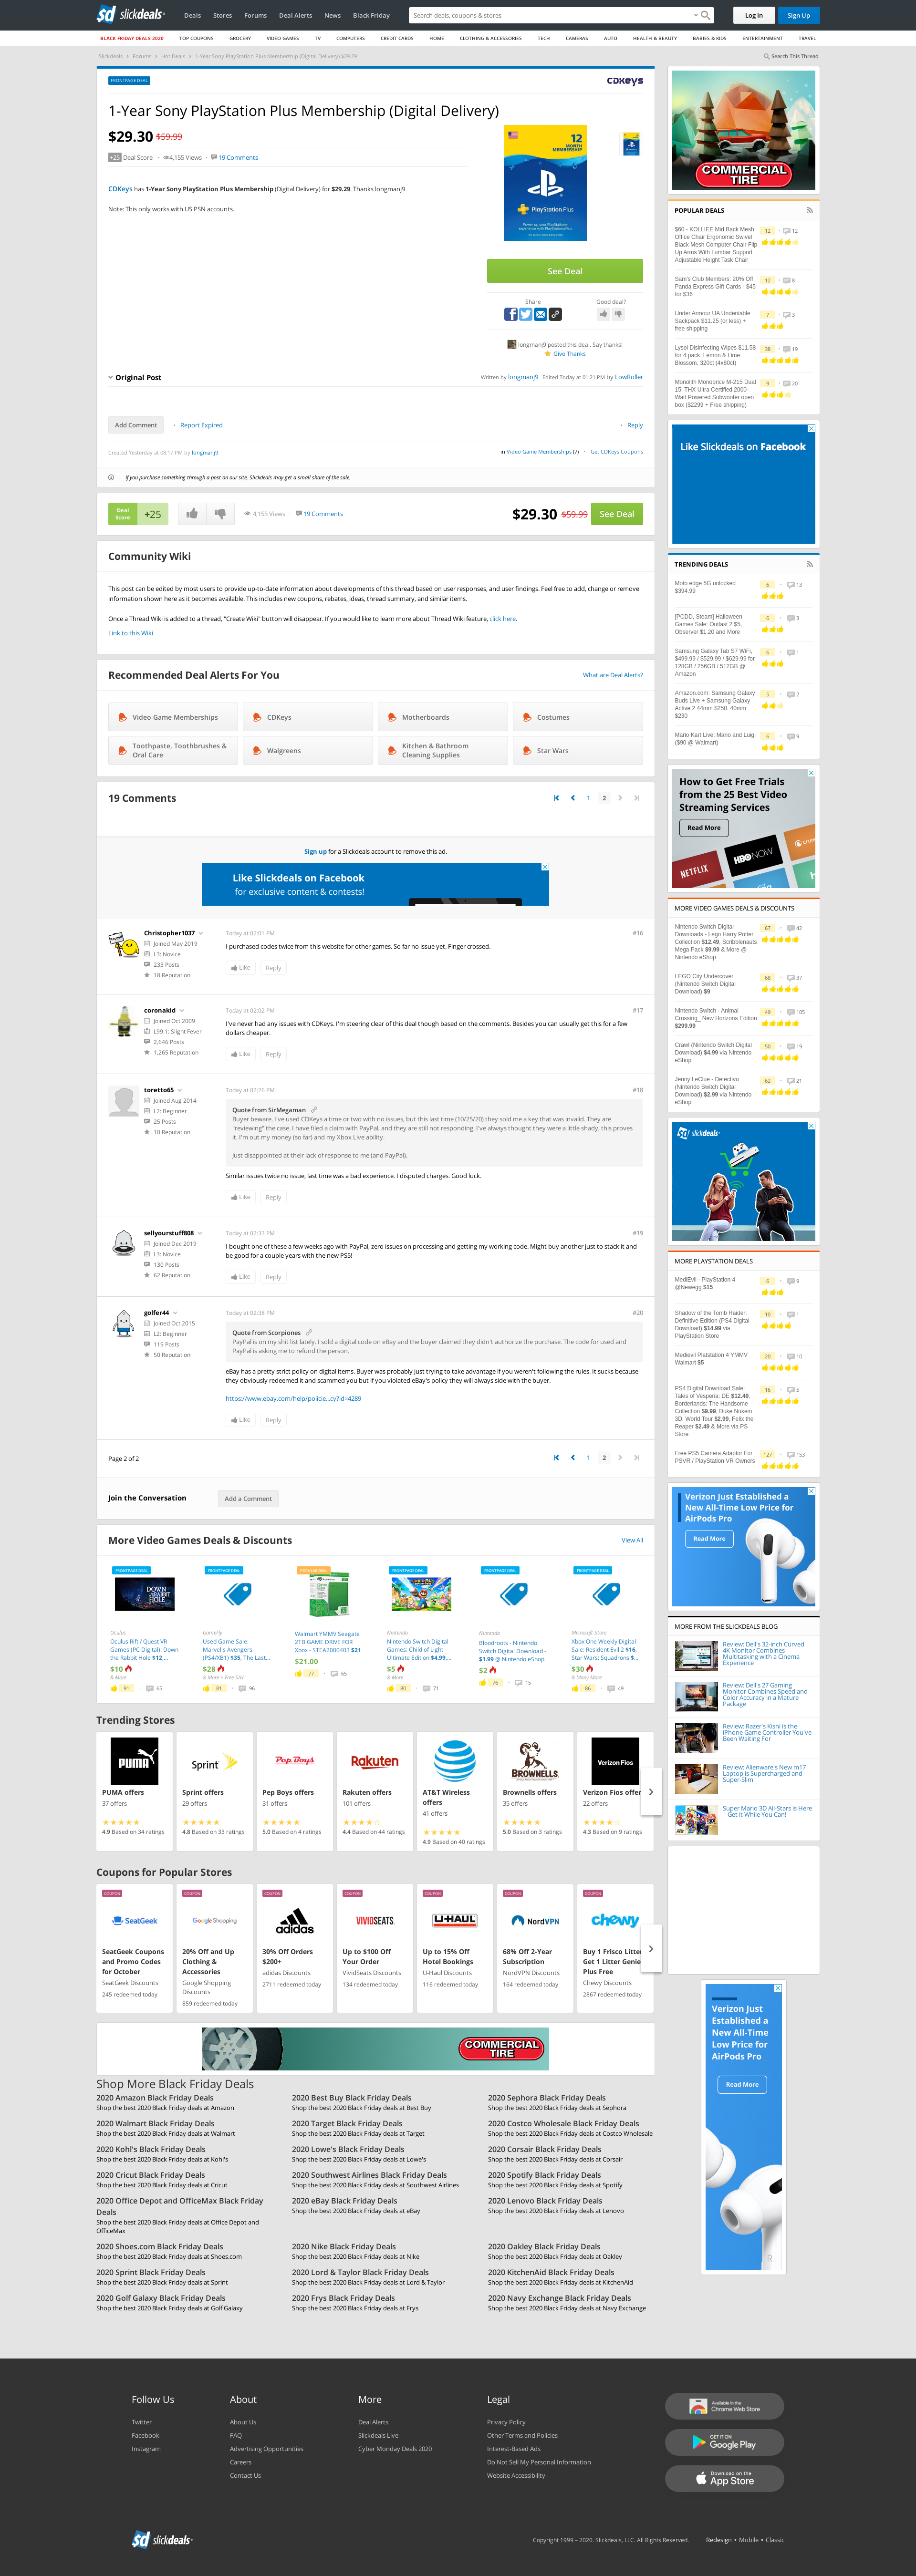 slickdeals
Deals
Stores
Forums
Deal Alerts
News
Black Friday
Search deals, coupons & stores
Log In
Sign Up
BLACK FRIDAY DEALS 2020
TOP COUPONS
GROCERY
VIDEO GAMES
TV
COMPUTERS
CREDIT CARDS
HOME
CLOTHING & ACCESSORIES
TECH
CAMERAS
AUTO
HEALTH & BEAUTY
BABIES & KIDS
ENTERTAINMENT
TRAVEL
Slickdeals > Forums > Hot Deals > 1-Year Sony PlayStation Plus Membership (Digital Delivery) $29.29
Search This Thread
FRONTPAGE DEAL
CDKEYS
1-Year Sony PlayStation Plus Membership (Digital Delivery)
$29.30 $59.99
+25 Deal Score · 4,155 Views · 19 Comments
CDKeys has 1-Year Sony PlayStation Plus Membership (Digital Delivery) for $29.29. Thanks longmanj9
Note: This only works with US PSN accounts.
12
MONTH
MEMBERSHIP
PlayStation Plus
See Deal
Share
Good deal?
longmanj9 posted this deal. Say thanks!
Give Thanks
Original Post
Written by longmanj9 Edited Today at 01:21 PM by LowRoller
Add Comment
Report Expired
Reply
Created Yesterday at 08:17 PM by longmanj9
in Video Game Memberships (7) · Get CDKeys Coupons
If you purchase something through a post on our site, Slickdeals may get a small share of the sale.
Deal Score
+25
4,155 Views · 19 Comments
$29.30 $59.99
See Deal
Community Wiki
This post can be edited by most users to provide up-to-date information about developments of this thread based on user responses, and user findings. Feel free to add, change or remove
information shown here as it becomes available. This includes new coupons, rebates, ideas, thread summary, and similar items.
Once a Thread Wiki is added to a thread, "Create Wiki" button will disappear. If you would like to learn more about Thread Wiki feature, click here.
Link to this Wiki
Recommended Deal Alerts For You
What are Deal Alerts?
Video Game Memberships
CDKeys
Motherboards
Costumes
Toothpaste, Toothbrushes &
Oral Care
Walgreens
Kitchen & Bathroom
Cleaning Supplies
Star Wars
19 Comments
1 2
Sign up for a Slickdeals account to remove this ad.
Like Slickdeals on Facebook
for exclusive content & contests!
Christopher1037
Joined May 2019
L3: Novice
233 Posts
18 Reputation
Today at 02:01 PM
#16
I purchased codes twice from this website for other games. So far no issue yet. Finger crossed.
Like Reply
coronakid
Joined Oct 2009
L99.1: Slight Fever
2,646 Posts
1,265 Reputation
Today at 02:02 PM
#17
I've never had any issues with CDKeys. I'm steering clear of this deal though based on the comments. Besides you can usually get this for a few
dollars cheaper.
Like Reply
toretto65
Joined Aug 2014
L2: Beginner
25 Posts
10 Reputation
Today at 02:26 PM
#18
Quote from SirMegaman
Buyer beware. I've used CDKeys a time or two with no issues, but this last time (10/25/20) they sold me a key that was invalid. They are
"reviewing" the case. I have filed a claim with PayPal, and they are still not responding. I've always thought they were a little shady, this proves
it. I'm out my money (so far) and my Xbox Live ability.
Just disappointed at their lack of response to me (and PayPal).
Similar issues twice no issue, last time was a bad experience. I disputed charges. Good luck.
Like Reply
sellyourstuff808
Joined Dec 2019
L3: Novice
130 Posts
62 Reputation
Today at 02:33 PM
#19
I bought one of these a few weeks ago with PayPal, zero issues on processing and getting my working code. Might buy another just to stack it and
be good for a couple years with the new PS5!
Like Reply
golfer44
Joined Oct 2015
L2: Beginner
119 Posts
50 Reputation
Today at 02:38 PM
#20
Quote from Scorpiones
PayPal is on my shit list lately. I sold a digital code on eBay and the buyer claimed they didn't authorize the purchase. The code for used and
PayPal is asking me to refund the person.
eBay has a pretty strict policy on digital items. Buyer was probably just trying to take advantage if you weren't following the rules. It sucks because
they obviously redeemed it and scammed you but if you violated eBay's policy they will always side with the buyer.
https://www.ebay.com/help/policie...cy?id=4289
Like Reply
Page 2 of 2
1 2
Join the Conversation
Add a Comment
More Video Games Deals & Discounts
View All
FRONTPAGE DEAL
DOWN THE RABBIT HOLE
Oculus
Oculus Rift / Quest VR
Games (PC Digital): Down
the Rabbit Hole $12,...
$10
& More
91 65
FRONTPAGE DEAL
GameFly
Used Game Sale:
Marvel's Avengers
(PS4/XB1) $35, The Last...
$28
& More + Free S/H
81 96
Walmart YMMV Seagate
2TB GAME DRIVE FOR
Xbox - STEA2000403 $21
$21.00
77 65
FRONTPAGE DEAL
Nintendo
Nintendo Switch Digital
Games: Child of Light
Ultimate Edition $4.99,...
$5
& More
80 71
FRONTPAGE DEAL
Nintendo
Bloodroots - Nintendo
Switch Digital Download -
$1.99 @ Nintendo eShop
$2
76 15
FRONTPAGE DEAL
Microsoft Store
Xbox One Weekly Digital
Sale: Resident Evil 2 $16,
Star Wars: Squadrons $...
$30
& Many More
86 49
Trending Stores
PUMA
PUMA offers
37 offers
4.9 Based on 34 ratings
Sprint
Sprint offers
29 offers
4.8 Based on 33 ratings
Pep Boys
Pep Boys offers
31 offers
5.0 Based on 4 ratings
Rakuten
Rakuten offers
101 offers
4.4 Based on 44 ratings
AT&T Wireless
offers
41 offers
4.9 Based on 40 ratings
BROWNELLS
Brownells offers
35 offers
5.0 Based on 3 ratings
Verizon Fios
Verizon Fios offers
22 offers
4.3 Based on 9 ratings
Coupons for Popular Stores
COUPON
SeatGeek
SeatGeek Coupons
and Promo Codes
for October
SeatGeek Discounts
245 redeemed today
COUPON
Google Shopping
20% Off and Up
Clothing &
Accessories
Google Shopping
Discounts
859 redeemed today
COUPON
adidas
30% Off Orders
$200+
adidas Discounts
2711 redeemed today
COUPON
VIVIDSEATS
Up to $100 Off
Your Order
VividSeats Discounts
134 redeemed today
COUPON
U-HAUL
Up to 15% Off
Hotel Bookings
U-Haul Discounts
116 redeemed today
COUPON
NordVPN
68% Off 2-Year
Subscription
NordVPN Discounts
164 redeemed today
COUPON
chewy
Buy 1 Frisco Litter
Get 1 Litter Genie
Plus Free
Chewy Discounts
2867 redeemed today
COMMERCIAL TIRE
Shop More Black Friday Deals
2020 Amazon Black Friday Deals
Shop the best 2020 Black Friday deals at Amazon
2020 Best Buy Black Friday Deals
Shop the best 2020 Black Friday deals at Best Buy
2020 Sephora Black Friday Deals
Shop the best 2020 Black Friday deals at Sephora
2020 Walmart Black Friday Deals
Shop the best 2020 Black Friday deals at Walmart
2020 Target Black Friday Deals
Shop the best 2020 Black Friday deals at Target
2020 Costco Wholesale Black Friday Deals
Shop the best 2020 Black Friday deals at Costco Wholesale
2020 Kohl's Black Friday Deals
Shop the best 2020 Black Friday deals at Kohl's
2020 Lowe's Black Friday Deals
Shop the best 2020 Black Friday deals at Lowe's
2020 Corsair Black Friday Deals
Shop the best 2020 Black Friday deals at Corsair
2020 Cricut Black Friday Deals
Shop the best 2020 Black Friday deals at Cricut
2020 Southwest Airlines Black Friday Deals
Shop the best 2020 Black Friday deals at Southwest Airlines
2020 Spotify Black Friday Deals
Shop the best 2020 Black Friday deals at Spotify
2020 Office Depot and OfficeMax Black Friday
Deals
Shop the best 2020 Black Friday deals at Office Depot and
OfficeMax
2020 eBay Black Friday Deals
Shop the best 2020 Black Friday deals at eBay
2020 Lenovo Black Friday Deals
Shop the best 2020 Black Friday deals at Lenovo
2020 Shoes.com Black Friday Deals
Shop the best 2020 Black Friday deals at Shoes.com
2020 Nike Black Friday Deals
Shop the best 2020 Black Friday deals at Nike
2020 Oakley Black Friday Deals
Shop the best 2020 Black Friday deals at Oakley
2020 Sprint Black Friday Deals
Shop the best 2020 Black Friday deals at Sprint
2020 Lord & Taylor Black Friday Deals
Shop the best 2020 Black Friday deals at Lord & Taylor
2020 KitchenAid Black Friday Deals
Shop the best 2020 Black Friday deals at KitchenAid
2020 Golf Galaxy Black Friday Deals
Shop the best 2020 Black Friday deals at Golf Galaxy
2020 Frys Black Friday Deals
Shop the best 2020 Black Friday deals at Frys
2020 Navy Exchange Black Friday Deals
Shop the best 2020 Black Friday deals at Navy Exchange
COMMERCIAL TIRE
POPULAR DEALS
$60 - KOLLIEE Mid Back Mesh
Office Chair Ergonomic Swivel
Black Mesh Computer Chair Flip
Up Arms With Lumbar Support
Adjustable Height Task Chair
12 12
Sam's Club Members: 20% Off
Panda Express Gift Cards - $45
for $36
12 8
Under Armour UA Undeniable
Sackpack $11.25 (or less) +
free shipping
7 3
Lysol Disinfecting Wipes $11.58
for 4 pack. Lemon & Lime
Blossom, 320ct (4x80ct)
38 19
Monolith Monoprice M-215 Dual
15: THX Ultra Certified 2000-
Watt Powered Subwoofer open
box ($2299 + Free shipping)
9 20
Like Slickdeals on Facebook
TRENDING DEALS
Moto edge 5G unlocked
$394.99
6 13
[PCDD, Steam] Halloween
Games Sale: Outlast 2 $5,
Observer $1.20 and More
6 3
Samsung Galaxy Tab S7 WiFi,
$499.99 / $529.99 / $629.99 for
128GB / 256GB / 512GB @
Amazon
6 1
Amazon.com: Samsung Galaxy
Buds Live + Samsung Galaxy
Active 2 44mm $250. 40mm
$230
5 2
Mario Kart Live: Mario and Luigi
($90 @ Walmart)
6 9
How to Get Free Trials
from the 25 Best Video
Streaming Services
Read More
NETFLIX
HBO NOW
MORE VIDEO GAMES DEALS & DISCOUNTS
Nintendo Switch Digital
Downloads - Lego Harry Potter
Collection $12.49, Scribblenauts
Mega Pack $9.99 & More @
Nintendo eShop
67 42
LEGO City Undercover
(Nintendo Switch Digital
Download) $9
68 37
Nintendo Switch - Animal
Crossing_ New Horizons Edition
$299.99
49 105
Crawl (Nintendo Switch Digital
Download) $4.99 via Nintendo
eShop
50 19
Jenny LeClue - Detectivu
(Nintendo Switch Digital
Download) $2.99 via Nintendo
eShop
62 21
slickdeals
MORE PLAYSTATION DEALS
MediEvil - PlayStation 4
@Newegg $15
6 9
Shadow of the Tomb Raider:
Definitive Edition (PS4 Digital
Download) $14.99 via
PlayStation Store
10 1
Medievil Platstation 4 YMMV
Walmart $5
20 10
PS4 Digital Download Sale:
Tales of Vesperia: DE $12.49,
Borderlands: The Handsome
Collection $9.99, Duke Nukem
3D: World Tour $2.99, Felix the
Reaper $2.49 & More via PS
Store
16 5
Free PS5 Camera Adaptor For
PSVR / PlayStation VR Owners
127 153
Verizon Just Established a
New All-Time Low Price for
AirPods Pro
Read More
MORE FROM THE SLICKDEALS BLOG
Review: Dell's 32-inch Curved
4K Monitor Combines
Multitasking with a Cinema
Experience
Review: Dell's 27 Gaming
Monitor Combines Speed and
Color Accuracy in a Mature
Package
Review: Razer's Kishi is the
iPhone Game Controller You've
Been Waiting For
Review: Alienware's New m17
Laptop is Supercharged and
Super-Slim
Super Mario 3D All-Stars is Here
– Get it While You Can!
Verizon Just
Established a
New All-Time
Low Price for
AirPods Pro
Read More
Follow Us
Twitter
Facebook
Instagram
About
About Us
FAQ
Advertising Opportunities
Careers
Contact Us
More
Deal Alerts
Slickdeals Live
Cyber Monday Deals 2020
Legal
Privacy Policy
Other Terms and Policies
Interest-Based Ads
Do Not Sell My Personal Information
Website Accessibility
Available in the
Chrome Web Store
GET IT ON
Google Play
Download on the
App Store
slickdeals
Copyright 1999 – 2020. Slickdeals, LLC. All Rights Reserved.
Redesign • Mobile • Classic